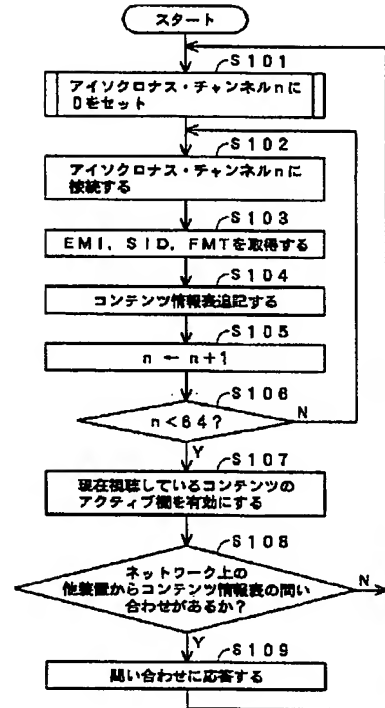 スタート
S101
アイソクロナス・チャンネルnに
0をセット
S102
アイソクロナス・チャンネルnに
接続する
S103
EMI, SID, FMTを取得する
S104
コンテンツ情報表追記する
S105
n ← n+1
S106
n<64?
N
Y
S107
現在視聴しているコンテンツの
アクティブ欄を有効にする
S108
ネットワーク上の
他装置からコンテンツ情報表の問い
合わせがあるか?
N
Y
S109
問い合わせに応答する